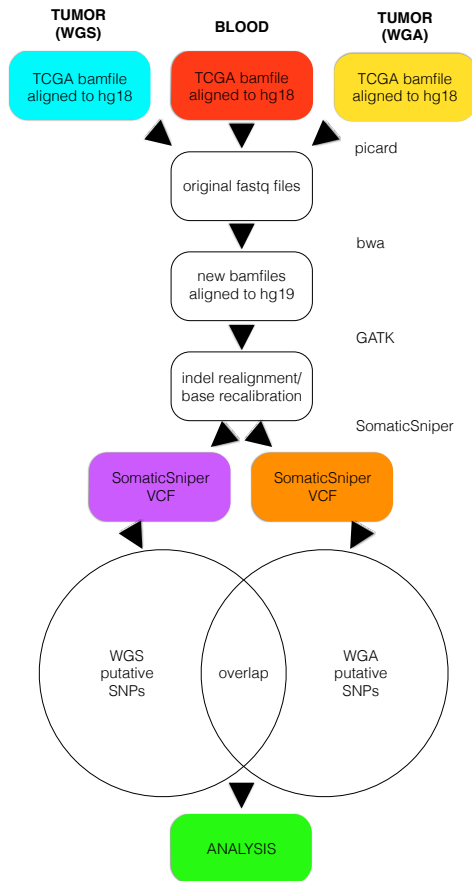 TUMOR
(WGS)
BLOOD
TUMOR
(WGA)
TCGA bamfile
aligned to hg18
TCGA bamfile
aligned to hg18
TCGA bamfile
aligned to hg18
picard
original fastq files
bwa
new bamfiles
aligned to hg19
GATK
indel realignment/
base recalibration
SomaticSniper
SomaticSniper
VCF
SomaticSniper
VCF
WGS
putative
SNPs
overlap
WGA
putative
SNPs
ANALYSIS